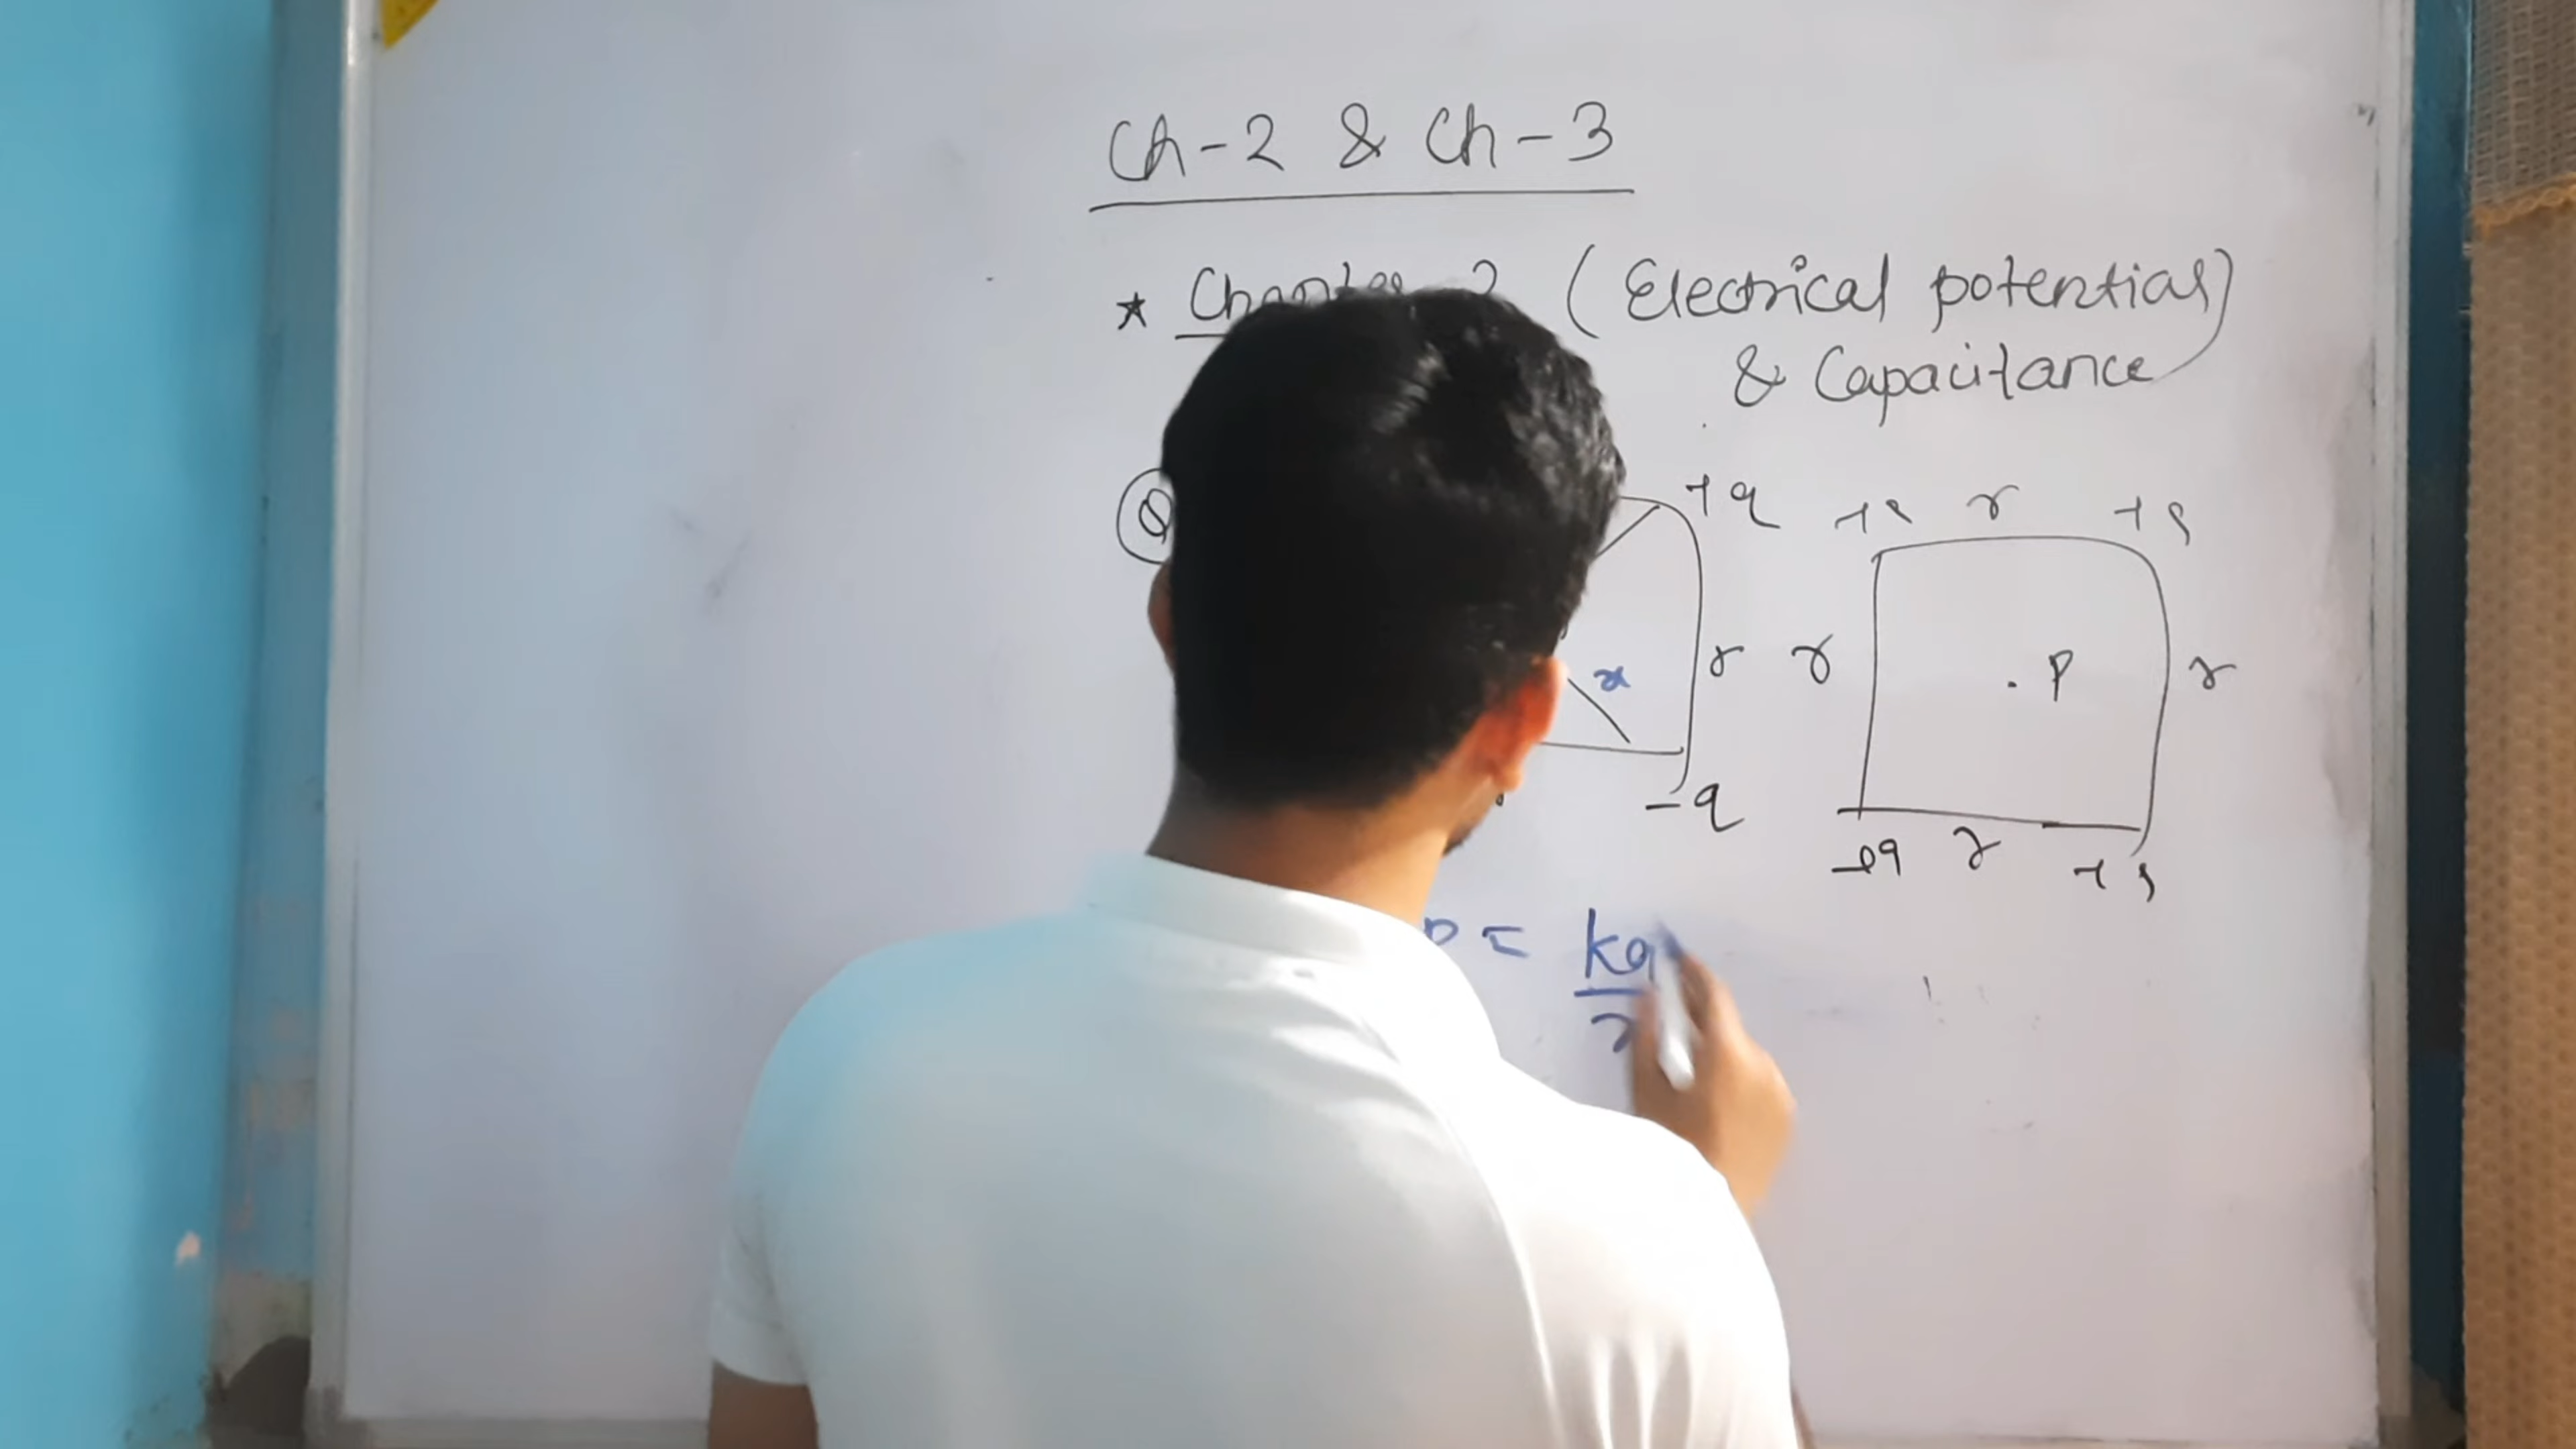 Ch-2 & Ch-3
★ Chapter 2 (Electrical potential)
& Capacitance
Q
+q +q r +q
x r r . P r
-q -q r +q
P = kq